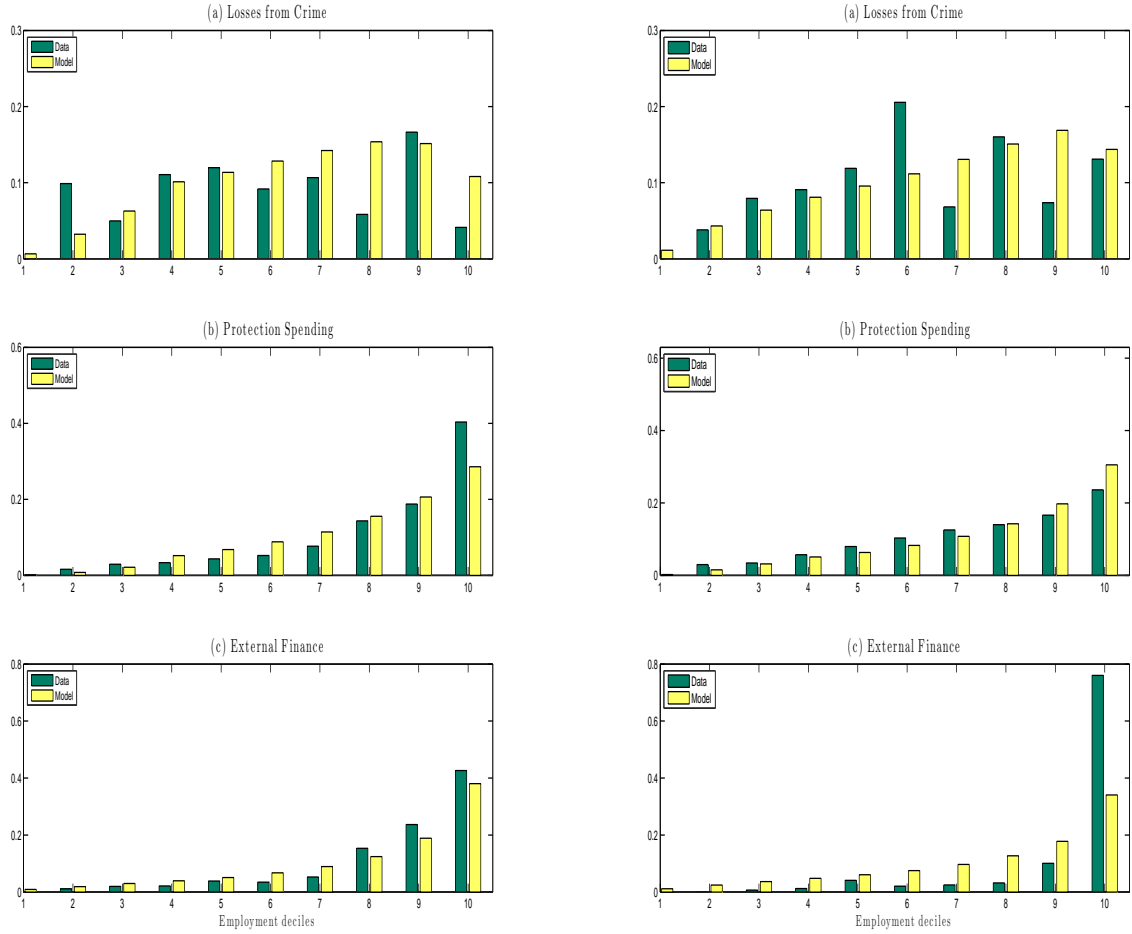 (a) Losses from Crime
0.3
0.2
0.1
0
Data
Model
1 2 3 4 5 6 7 8 9 10
(b) Protection Spending
0.6
0.4
0.2
0
Data
Model
1 2 3 4 5 6 7 8 9 10
(c) External Finance
0.8
0.6
0.4
0.2
0
Data
Model
1 2 3 4 5 6 7 8 9 10
Employment deciles
(a) Losses from Crime
0.3
0.2
0.1
0
Data
Model
1 2 3 4 5 6 7 8 9 10
(b) Protection Spending
0.6
0.4
0.2
0
Data
Model
1 2 3 4 5 6 7 8 9 10
(c) External Finance
0.8
0.6
0.4
0.2
0
Data
Model
1 2 3 4 5 6 7 8 9 10
Employment deciles